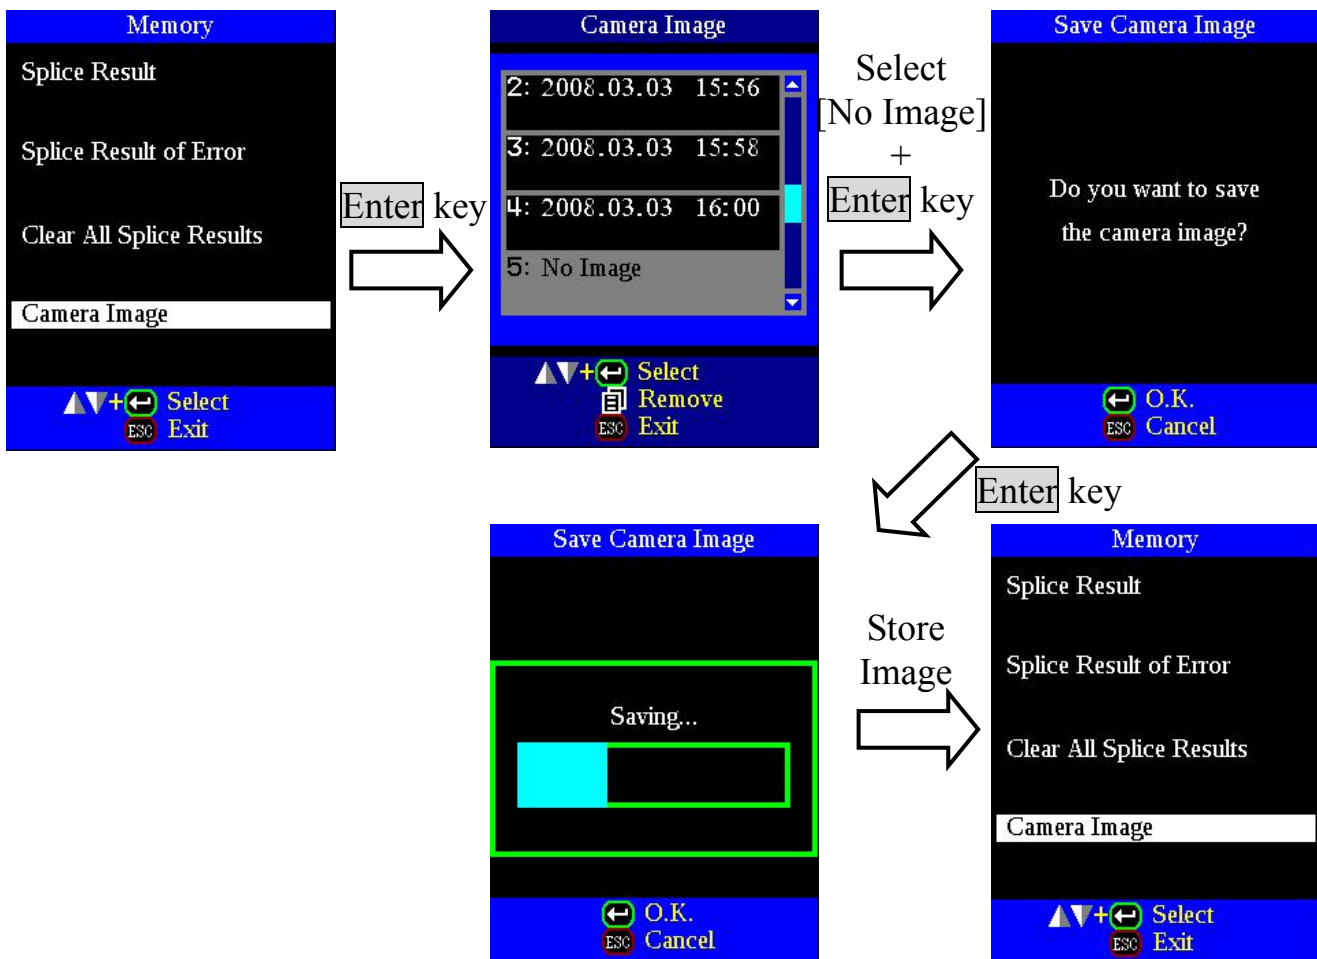 Memory
Splice Result
Splice Result of Error
Clear All Splice Results
Camera Image
+ Select
ESC Exit
Enter key
Camera Image
2: 2008.03.03 15:56
3: 2008.03.03 15:58
4: 2008.03.03 16:00
5: No Image
+ Select
Remove
ESC Exit
Select
[No Image]
+
Enter key
Save Camera Image
Do you want to save
the camera image?
O.K.
ESC Cancel
Enter key
Save Camera Image
Saving...
O.K.
ESC Cancel
Store
Image
Memory
Splice Result
Splice Result of Error
Clear All Splice Results
Camera Image
+ Select
ESC Exit